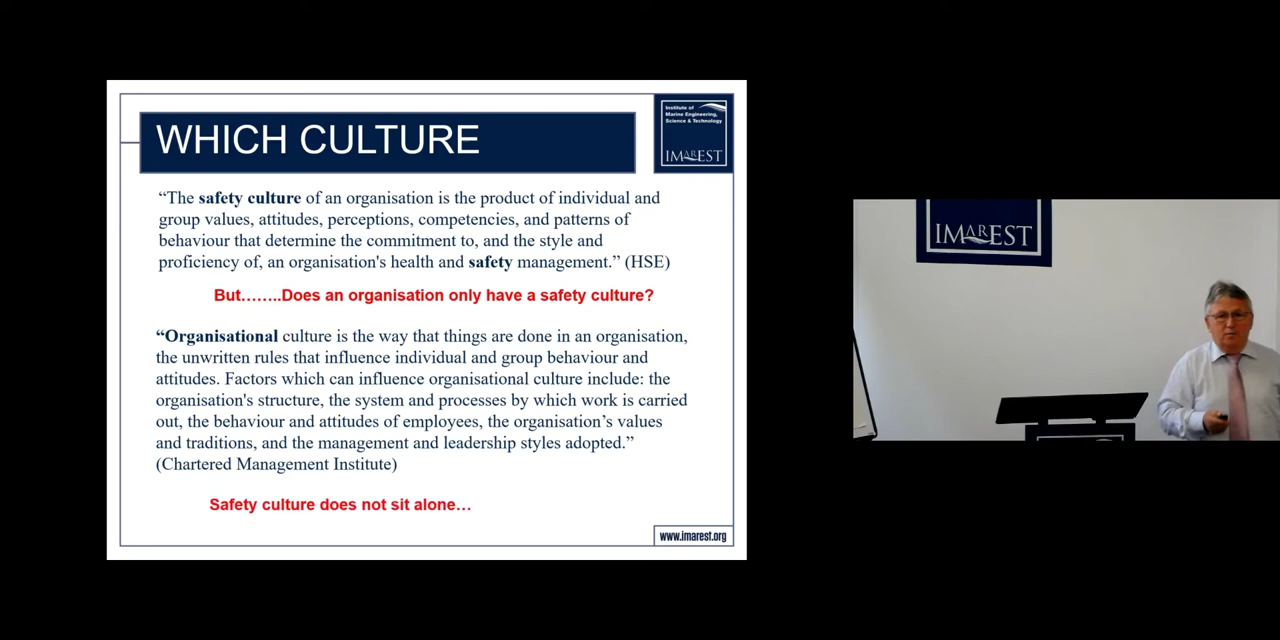 WHICH CULTURE
Institute of
Marine Engineering,
Science & Technology
IMarEST
“The safety culture of an organisation is the product of individual and
group values, attitudes, perceptions, competencies, and patterns of
behaviour that determine the commitment to, and the style and
proficiency of, an organisation's health and safety management.” (HSE)
But……..Does an organisation only have a safety culture?
“Organisational culture is the way that things are done in an organisation,
the unwritten rules that influence individual and group behaviour and
attitudes. Factors which can influence organisational culture include: the
organisation's structure, the system and processes by which work is carried
out, the behaviour and attitudes of employees, the organisation’s values
and traditions, and the management and leadership styles adopted.”
(Chartered Management Institute)
Safety culture does not sit alone…
www.imarest.org
IMarEST